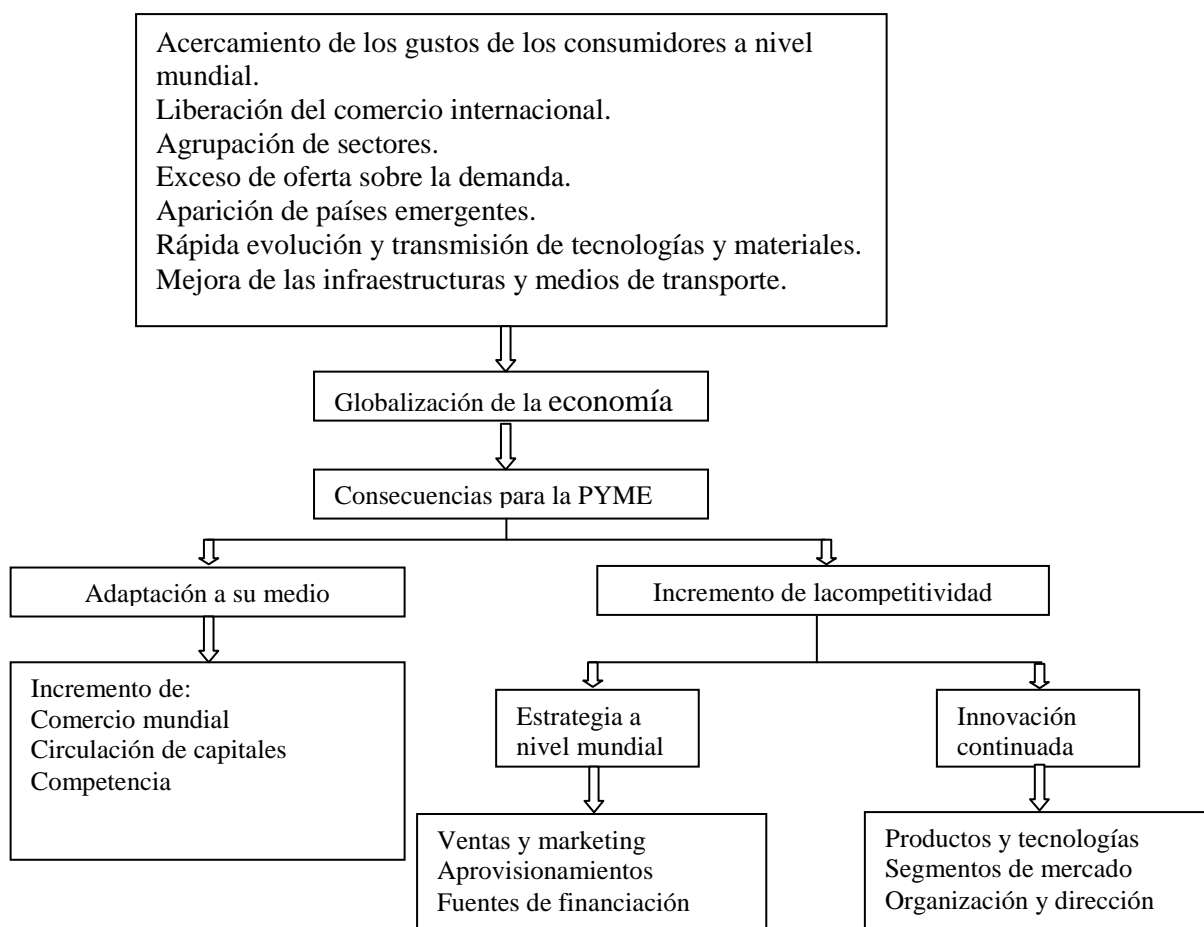 Acercamiento de los gustos de los consumidores a nivel
mundial.
Liberación del comercio internacional.
Agrupación de sectores.
Exceso de oferta sobre la demanda.
Aparición de países emergentes.
Rápida evolución y transmisión de tecnologías y materiales.
Mejora de las infraestructuras y medios de transporte.
Globalización de la economía
Consecuencias para la PYME
Adaptación a su medio
Incremento de lacompetitividad
Incremento de:
Comercio mundial
Circulación de capitales
Competencia
Estrategia a
nivel mundial
Innovación
continuada
Ventas y marketing
Aprovisionamientos
Fuentes de financiación
Productos y tecnologías
Segmentos de mercado
Organización y dirección